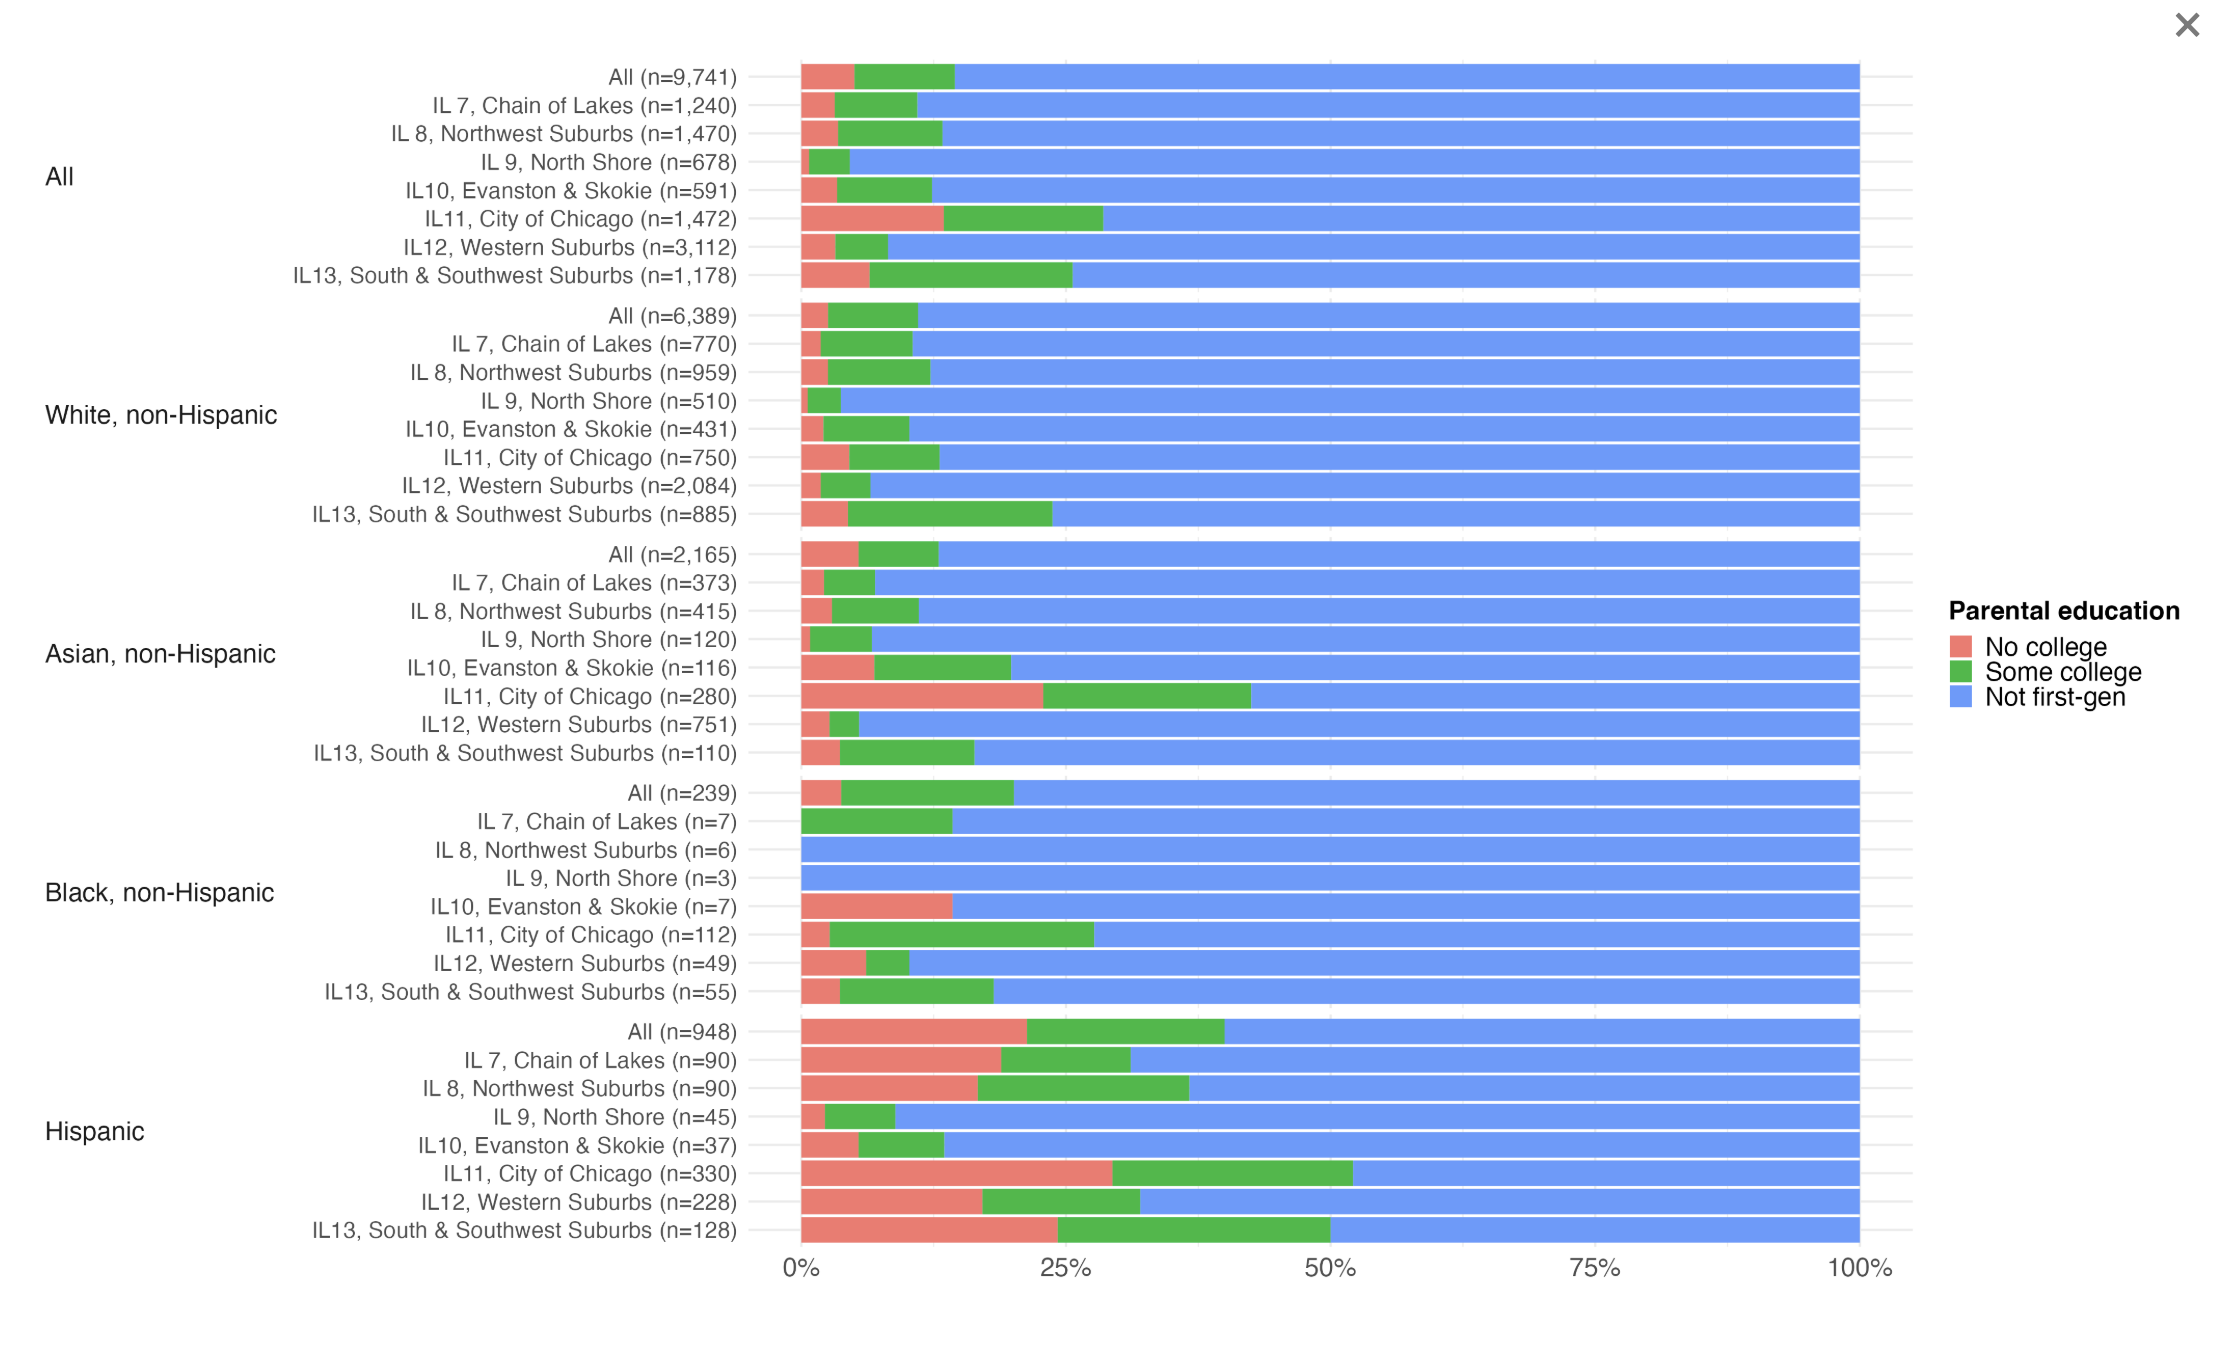 ×
All
All (n=9,741)
IL 7, Chain of Lakes (n=1,240)
IL 8, Northwest Suburbs (n=1,470)
IL 9, North Shore (n=678)
IL10, Evanston & Skokie (n=591)
IL11, City of Chicago (n=1,472)
IL12, Western Suburbs (n=3,112)
IL13, South & Southwest Suburbs (n=1,178)
White, non-Hispanic
All (n=6,389)
IL 7, Chain of Lakes (n=770)
IL 8, Northwest Suburbs (n=959)
IL 9, North Shore (n=510)
IL10, Evanston & Skokie (n=431)
IL11, City of Chicago (n=750)
IL12, Western Suburbs (n=2,084)
IL13, South & Southwest Suburbs (n=885)
Asian, non-Hispanic
All (n=2,165)
IL 7, Chain of Lakes (n=373)
IL 8, Northwest Suburbs (n=415)
IL 9, North Shore (n=120)
IL10, Evanston & Skokie (n=116)
IL11, City of Chicago (n=280)
IL12, Western Suburbs (n=751)
IL13, South & Southwest Suburbs (n=110)
Black, non-Hispanic
All (n=239)
IL 7, Chain of Lakes (n=7)
IL 8, Northwest Suburbs (n=6)
IL 9, North Shore (n=3)
IL10, Evanston & Skokie (n=7)
IL11, City of Chicago (n=112)
IL12, Western Suburbs (n=49)
IL13, South & Southwest Suburbs (n=55)
Hispanic
All (n=948)
IL 7, Chain of Lakes (n=90)
IL 8, Northwest Suburbs (n=90)
IL 9, North Shore (n=45)
IL10, Evanston & Skokie (n=37)
IL11, City of Chicago (n=330)
IL12, Western Suburbs (n=228)
IL13, South & Southwest Suburbs (n=128)
0% 25% 50% 75% 100%
Parental education
No college
Some college
Not first-gen